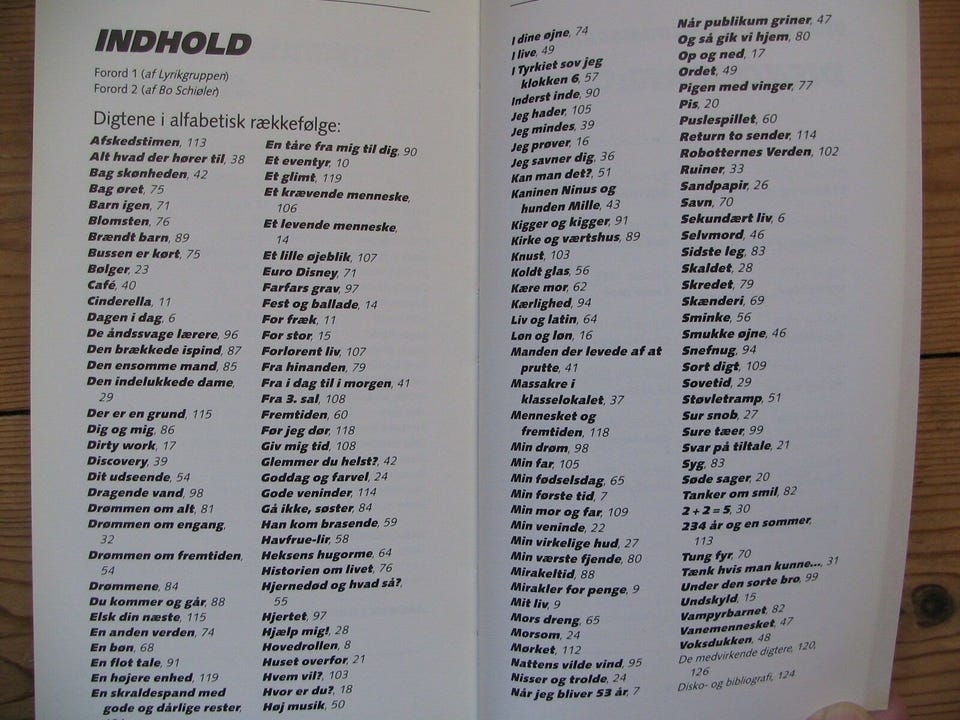 INDHOLD
Forord 1 (af Lyrikgruppen)
Forord 2 (af Bo Schiøler)
Digtene i alfabetisk rækkefølge:
Afskedstimen, 113
Alt hvad der hører til, 38
Bag skønheden, 42
Bag øret, 75
Barn igen, 71
Blomsten, 76
Brændt barn, 89
Bussen er kørt, 75
Bølger, 23
Café, 40
Cinderella, 11
Dagen i dag, 6
De åndssvage lærere, 96
Den brækkede ispind, 87
Den ensomme mand, 85
Den indelukkede dame,
29
Der er en grund, 115
Dig og mig, 86
Dirty work, 17
Discovery, 39
Dit udseende, 54
Dragende vand, 98
Drømmen om alt, 81
Drømmen om engang,
32
Drømmen om fremtiden,
54
Drømmene, 84
Du kommer og går, 88
Elsk din næste, 115
En anden verden, 74
En bøn, 68
En flot tale, 91
En højere enhed, 119
En skraldespand med
gode og dårlige rester,
En tåre fra mig til dig, 90
Et eventyr, 10
Et glimt, 119
Et krævende menneske,
106
Et levende menneske,
14
Et lille øjeblik, 107
Euro Disney, 71
Farfars grav, 97
Fest og ballade, 14
For fræk, 11
For stor, 15
Forlorent liv, 107
Fra hinanden, 79
Fra i dag til i morgen, 41
Fra 3. sal, 108
Fremtiden, 60
Før jeg dør, 118
Giv mig tid, 108
Glemmer du helst?, 42
Goddag og farvel, 24
Gode veninder, 114
Gå ikke, søster, 84
Han kom brasende, 59
Havfrue-lir, 58
Heksens hugorme, 64
Historien om livet, 76
Hjernedød og hvad så?,
55
Hjertet, 97
Hjælp mig!, 28
Hovedrollen, 8
Huset overfor, 21
Hvem vil?, 103
Hvor er du?, 18
Høj musik, 50
I dine øjne, 74
I live, 49
I Tyrkiet sov jeg
klokken 6, 57
Inderst inde, 90
Jeg hader, 105
Jeg mindes, 39
Jeg prøver, 16
Jeg savner dig, 36
Kan man det?, 51
Kaninen Ninus og
hunden Mille, 43
Kigger og kigger, 91
Kirke og værtshus, 89
Knust, 103
Koldt glas, 56
Kære mor, 62
Kærlighed, 94
Liv og latin, 64
Løn og løn, 16
Manden der levede af at
prutte, 41
Massakre i
klasselokalet, 37
Mennesket og
fremtiden, 118
Min drøm, 98
Min far, 105
Min fødselsdag, 65
Min første tid, 7
Min mor og far, 109
Min veninde, 22
Min virkelige hud, 27
Min værste fjende, 80
Mirakeltid, 88
Mirakler for penge, 9
Mit liv, 9
Mors dreng, 65
Morsom, 24
Mørket, 112
Nattens vilde vind, 95
Nisser og trolde, 24
Når jeg bliver 53 år, 7
Når publikum griner, 47
Og så gik vi hjem, 80
Op og ned, 17
Ordet, 49
Pigen med vinger, 77
Pis, 20
Puslespillet, 60
Return to sender, 114
Robotternes Verden, 102
Ruiner, 33
Sandpapir, 26
Savn, 70
Sekundært liv, 6
Selvmord, 46
Sidste leg, 83
Skaldet, 28
Skredet, 79
Skænderi, 69
Sminke, 56
Smukke øjne, 46
Snefnug, 94
Sort digt, 109
Sovetid, 29
Støvletramp, 51
Sur snob, 27
Sure tæer, 99
Svar på tiltale, 21
Syg, 83
Søde sager, 20
Tanker om smil, 82
2 + 2 = 5, 30
234 år og en sommer,
113
Tung fyr, 70
Tænk hvis man kunne..., 31
Under den sorte bro, 99
Undskyld, 15
Vampyrbarnet, 82
Vanemennesket, 47
Voksdukken, 48
De medvirkende digtere, 120,
126
Disko- og bibliografi, 124